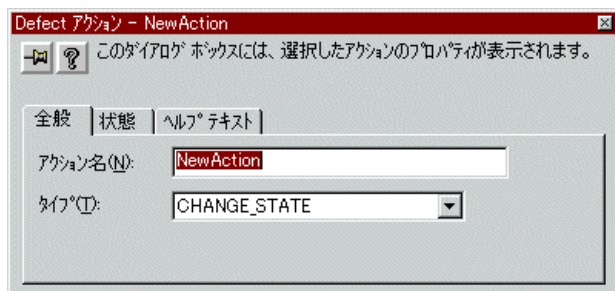 Defect アクション - NewAction
このダイアログ ボックスには、選択したアクションのプロパティが表示されます。
全般 状態 ヘルプ テキスト
アクション名(N): NewAction
タイプ(T): CHANGE_STATE